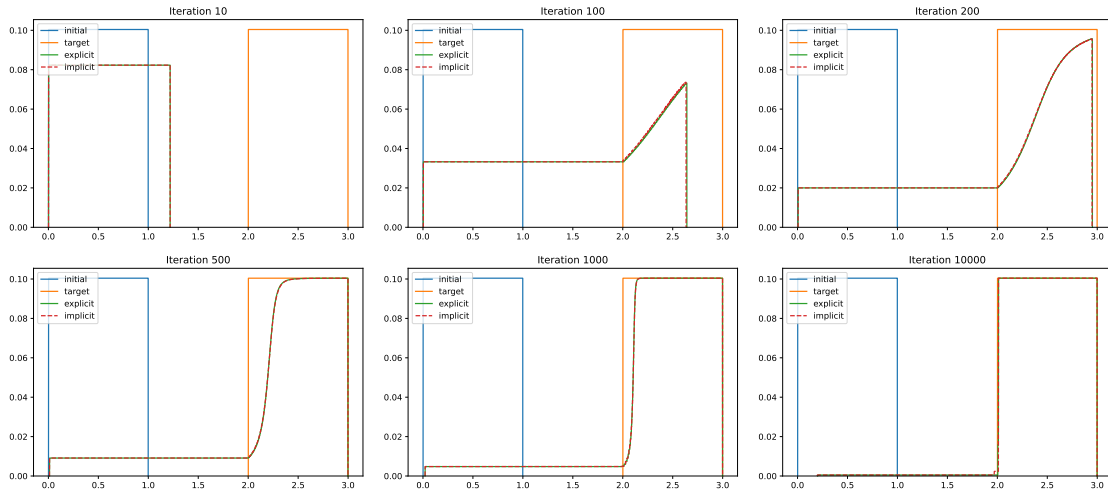 Iteration 10
initial
target
explicit
implicit
0.10
0.08
0.06
0.04
0.02
0.00
0.0 0.5 1.0 1.5 2.0 2.5 3.0
Iteration 100
initial
target
explicit
implicit
0.10
0.08
0.06
0.04
0.02
0.00
0.0 0.5 1.0 1.5 2.0 2.5 3.0
Iteration 200
initial
target
explicit
implicit
0.10
0.08
0.06
0.04
0.02
0.00
0.0 0.5 1.0 1.5 2.0 2.5 3.0
Iteration 500
initial
target
explicit
implicit
0.10
0.08
0.06
0.04
0.02
0.00
0.0 0.5 1.0 1.5 2.0 2.5 3.0
Iteration 1000
initial
target
explicit
implicit
0.10
0.08
0.06
0.04
0.02
0.00
0.0 0.5 1.0 1.5 2.0 2.5 3.0
Iteration 10000
initial
target
explicit
implicit
0.10
0.08
0.06
0.04
0.02
0.00
0.0 0.5 1.0 1.5 2.0 2.5 3.0